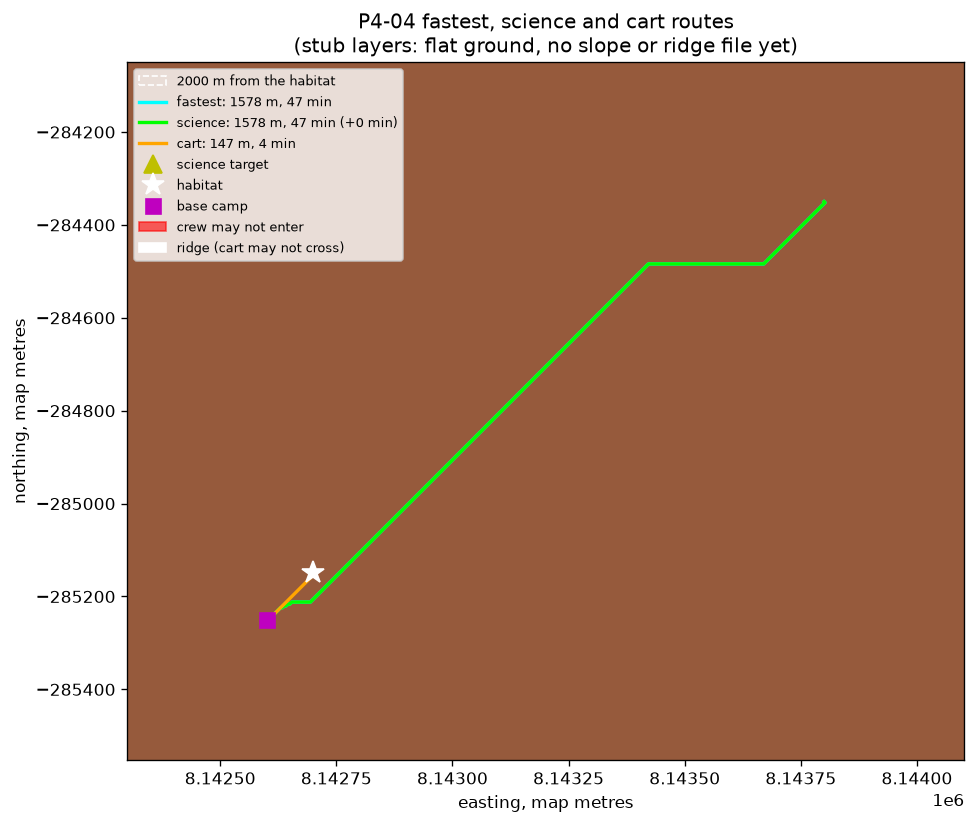 P4-04 fastest, science and cart routes
(stub layers: flat ground, no slope or ridge file yet)
2000 m from the habitat
fastest: 1578 m, 47 min
science: 1578 m, 47 min (+0 min)
cart: 147 m, 4 min
science target
habitat
base camp
crew may not enter
ridge (cart may not cross)
northing, map metres
−284200
−284400
−284600
−284800
−285000
−285200
−285400
8.14250
8.14275
8.14300
8.14325
8.14350
8.14375
8.14400
1e6
easting, map metres